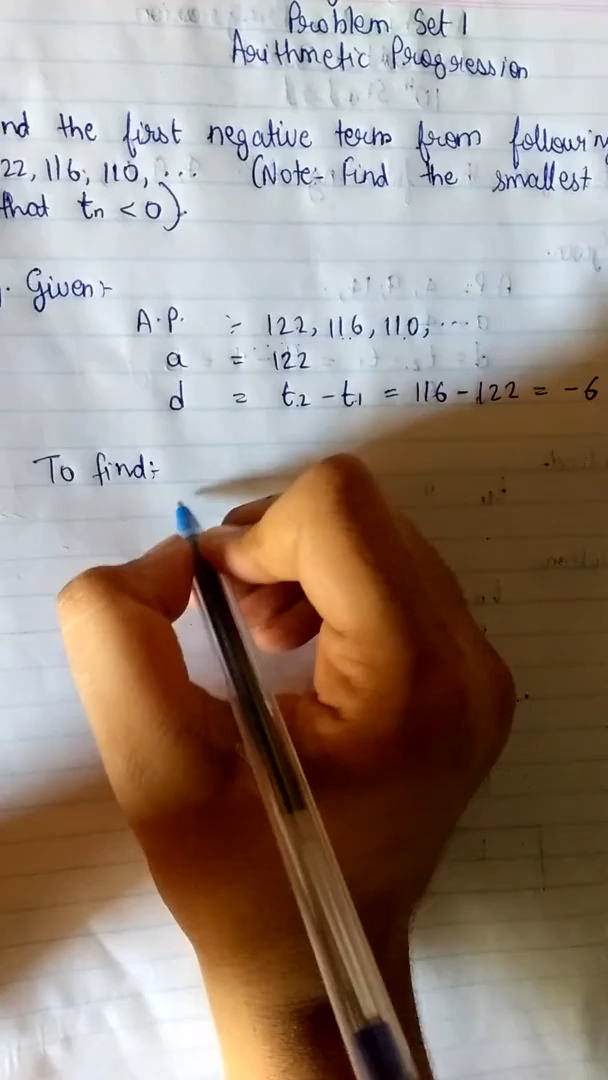 Problem Set 1
Arithmetic Progression
nd the first negative term from followin
22, 116, 110, ... (Note:- Find the smallest
that tn < 0).
Given:-
A.P. :- 122, 116, 110, ...
a = 122
d = t2 - t1 = 116 - 122 = -6
To find:-